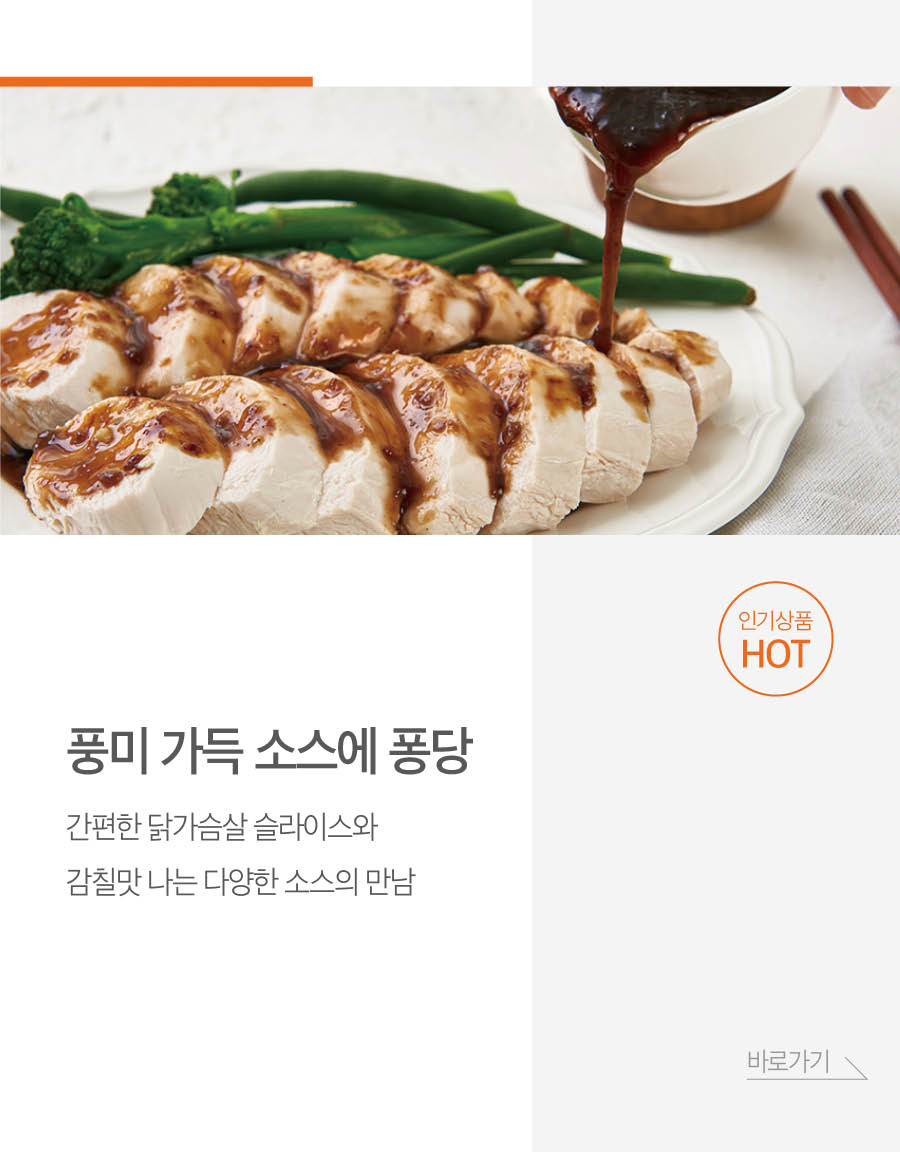 인기상품
HOT
풍미 가득 소스에 퐁당
간편한 닭가슴살 슬라이스와
감칠맛 나는 다양한 소스의 만남
바로가기